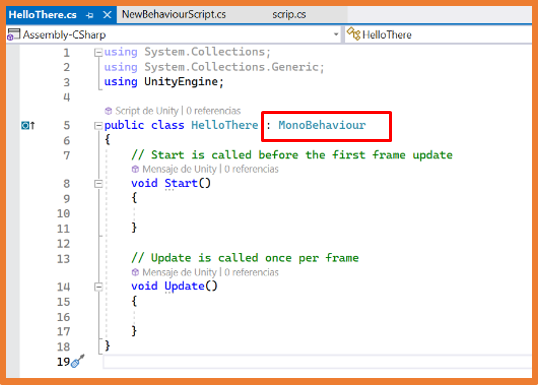 HelloThere.cs NewBehaviourScript.cs scrip.cs
Assembly-CSharp HelloThere
1 using System.Collections;
2 using System.Collections.Generic;
3 using UnityEngine;
4
Script de Unity | 0 referencias
5 public class HelloThere : MonoBehaviour
6 {
7 // Start is called before the first frame update
Mensaje de Unity | 0 referencias
8 void Start()
9 {
10
11 }
12
13 // Update is called once per frame
Mensaje de Unity | 0 referencias
14 void Update()
15 {
16
17 }
18 }
19